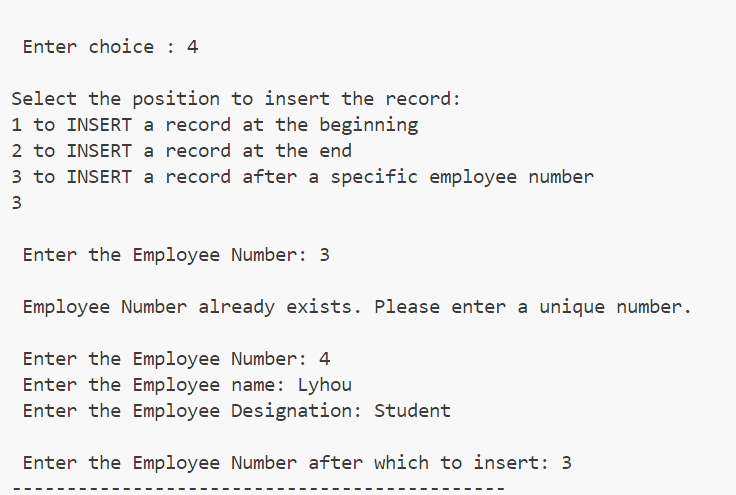 Enter choice : 4
Select the position to insert the record:
1 to INSERT a record at the beginning
2 to INSERT a record at the end
3 to INSERT a record after a specific employee number
3
Enter the Employee Number: 3
Employee Number already exists. Please enter a unique number.
Enter the Employee Number: 4
Enter the Employee name: Lyhou
Enter the Employee Designation: Student
Enter the Employee Number after which to insert: 3
---------------------------------------------